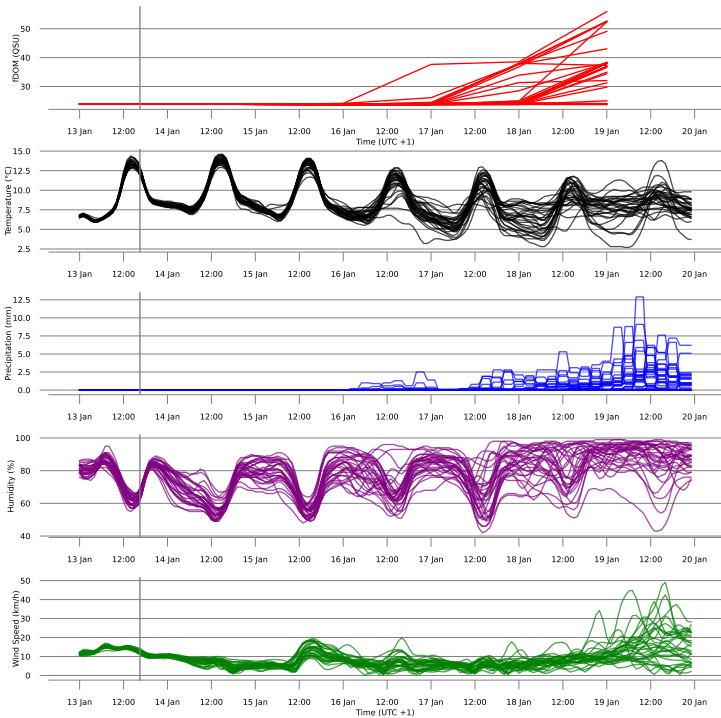 fDOM (QSU)
50
40
30
13 Jan 12:00 14 Jan 12:00 15 Jan 12:00 16 Jan 12:00 17 Jan 12:00 18 Jan 12:00 19 Jan 12:00 20 Jan
Time (UTC +1)
Temperature (°C)
15.0
12.5
10.0
7.5
5.0
2.5
13 Jan 12:00 14 Jan 12:00 15 Jan 12:00 16 Jan 12:00 17 Jan 12:00 18 Jan 12:00 19 Jan 12:00 20 Jan
Precipitation (mm)
12.5
10.0
7.5
5.0
2.5
0.0
13 Jan 12:00 14 Jan 12:00 15 Jan 12:00 16 Jan 12:00 17 Jan 12:00 18 Jan 12:00 19 Jan 12:00 20 Jan
Humidity (%)
100
80
60
40
13 Jan 12:00 14 Jan 12:00 15 Jan 12:00 16 Jan 12:00 17 Jan 12:00 18 Jan 12:00 19 Jan 12:00 20 Jan
Wind Speed (km/h)
50
40
30
20
10
0
13 Jan 12:00 14 Jan 12:00 15 Jan 12:00 16 Jan 12:00 17 Jan 12:00 18 Jan 12:00 19 Jan 12:00 20 Jan
Time (UTC +1)